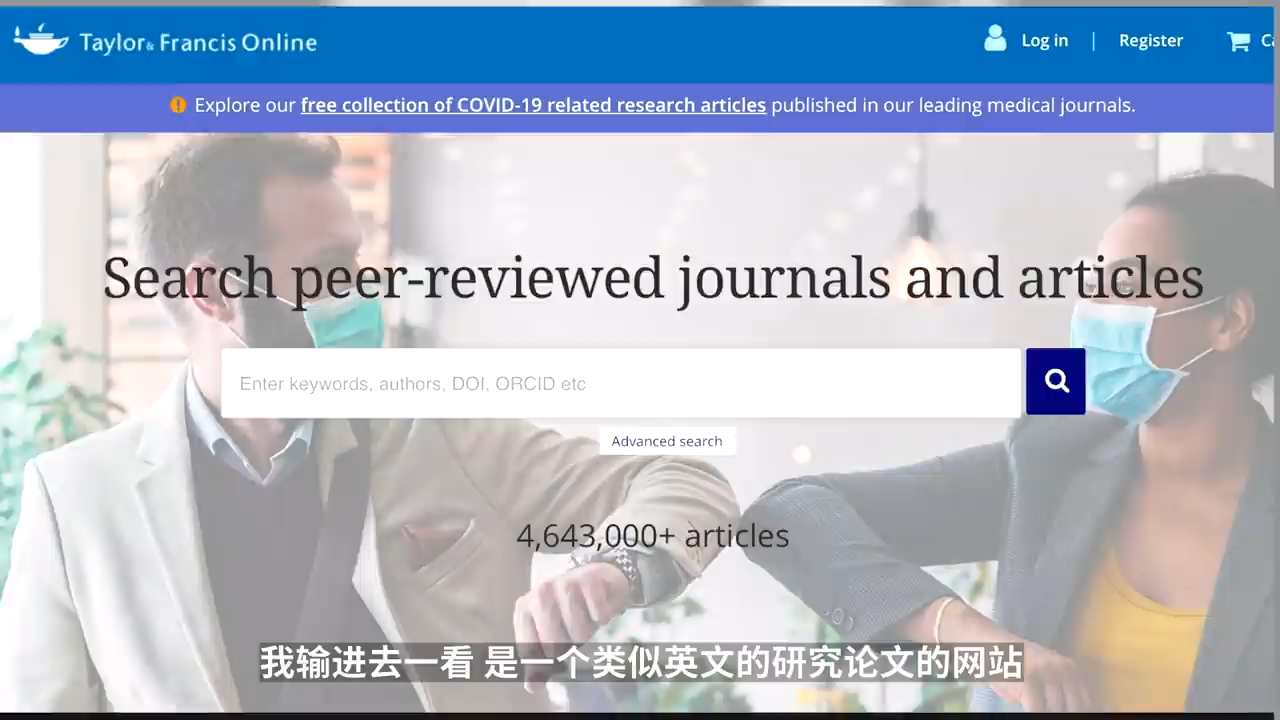 Taylor & Francis Online
Log in | Register
Explore our free collection of COVID-19 related research articles published in our leading medical journals.
Search peer-reviewed journals and articles
Enter keywords, authors, DOI, ORCID etc
Advanced search
4,643,000+ articles
我输进去一看 是一个类似英文的研究论文的网站